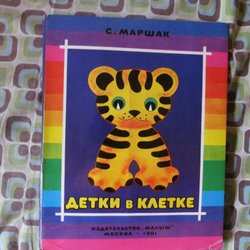 С. МАРШАК
ДЕТКИ В КЛЕТКЕ
ИЗДАТЕЛЬСТВО „МАЛЫШ"
МОСКВА · 1981